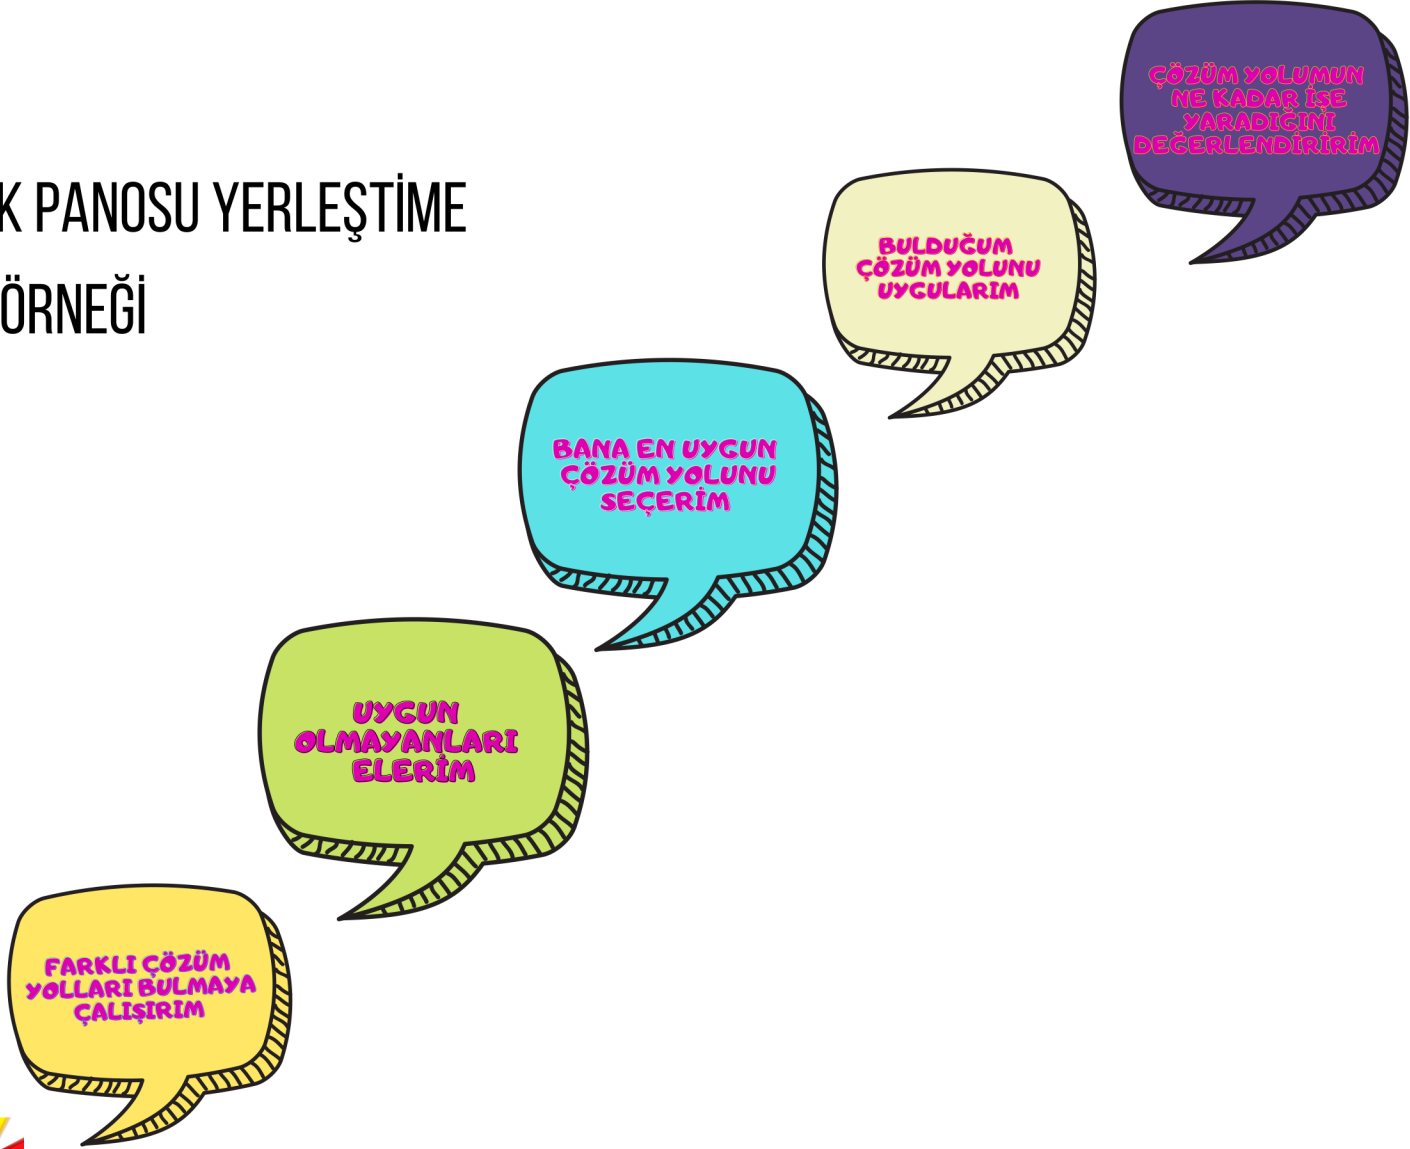 K PANOSU YERLEŞTİME
ÖRNEĞİ
ÇÖZÜM YOLUMUN
NE KADAR İŞE
YARADIĞINI
DEĞERLENDİRİRİM
BULDUĞUM
ÇÖZÜM YOLUNU
UYGULARIM
BANA EN UYGUN
ÇÖZÜM YOLUNU
SEÇERİM
UYGUN
OLMAYANLARI
ELERİM
FARKLI ÇÖZÜM
YOLLARI BULMAYA
ÇALIŞIRIM